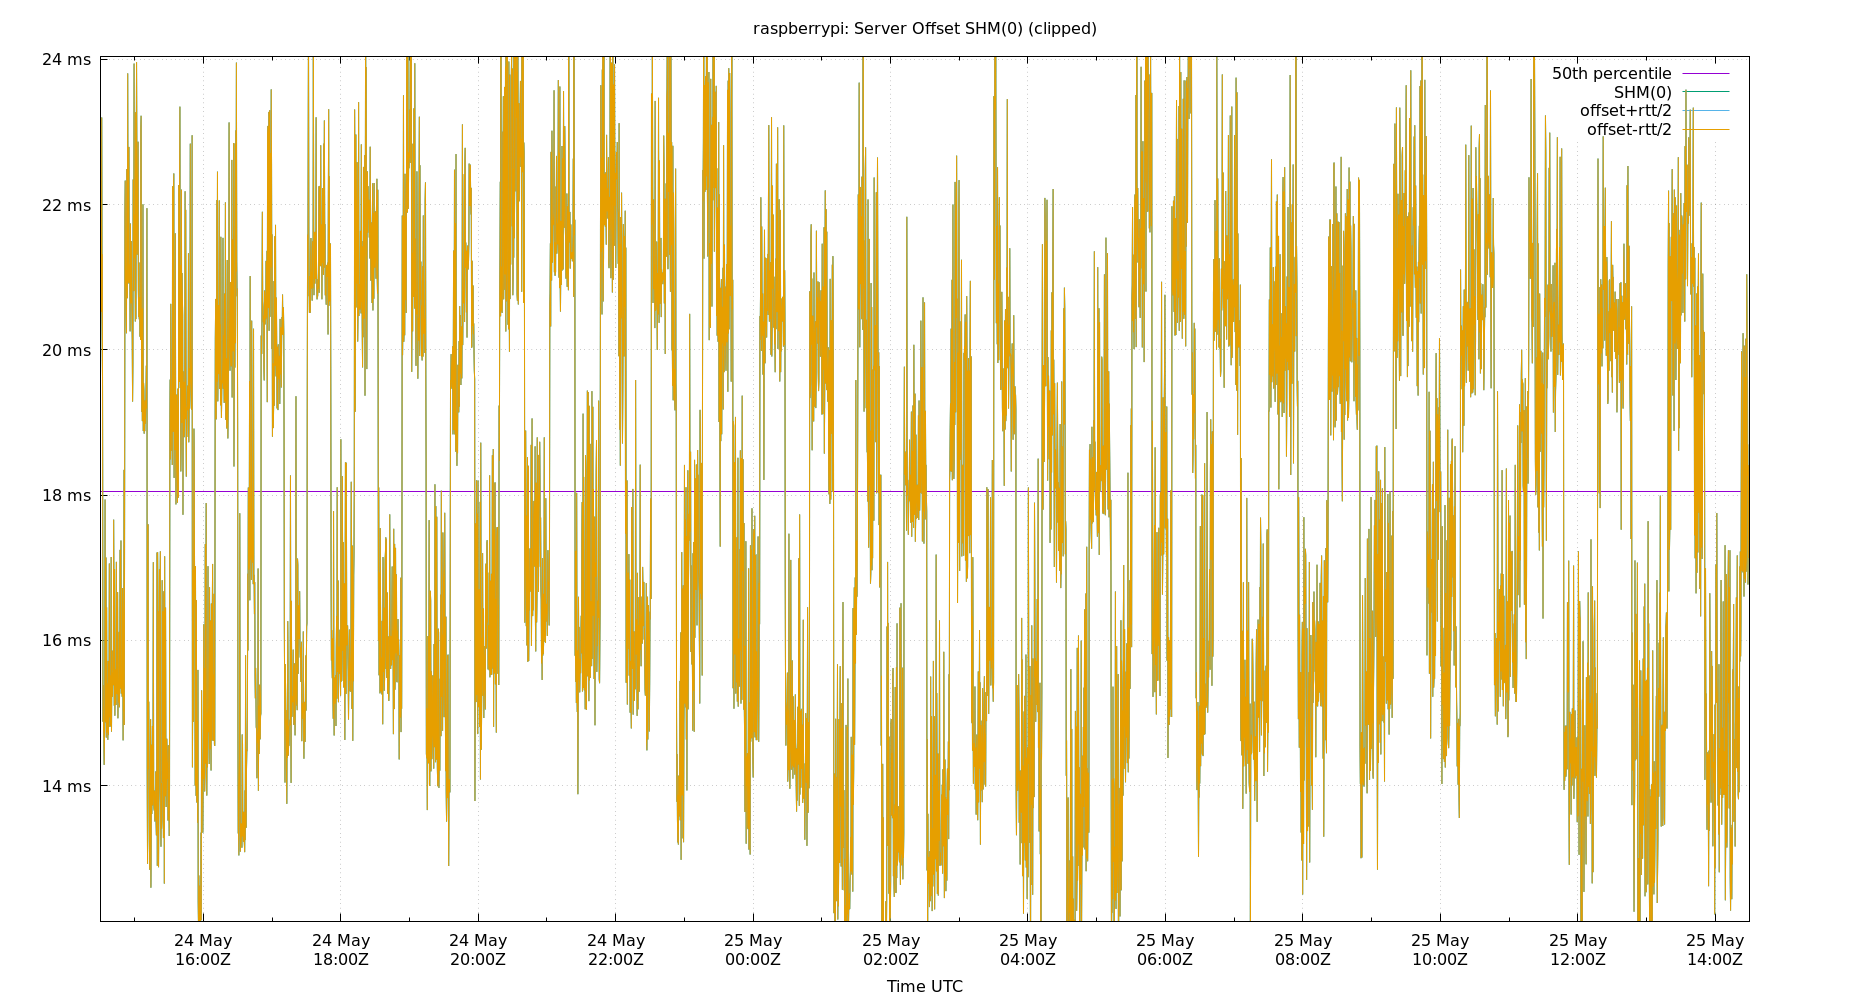 raspberrypi: Server Offset SHM(0) (clipped)
24 ms
22 ms
20 ms
18 ms
16 ms
14 ms
50th percentile
SHM(0)
offset+rtt/2
offset-rtt/2
24 May
16:00Z
24 May
18:00Z
24 May
20:00Z
24 May
22:00Z
25 May
00:00Z
25 May
02:00Z
25 May
04:00Z
25 May
06:00Z
25 May
08:00Z
25 May
10:00Z
25 May
12:00Z
25 May
14:00Z
Time UTC